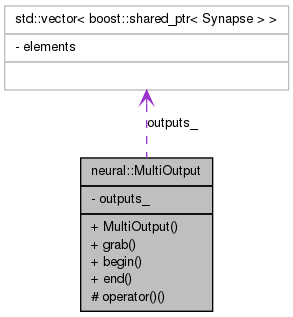 std::vector< boost::shared_ptr< Synapse > >
- elements
outputs_
neural::MultiOutput
- outputs_
+ MultiOutput()
+ grab()
+ begin()
+ end()
# operator()()